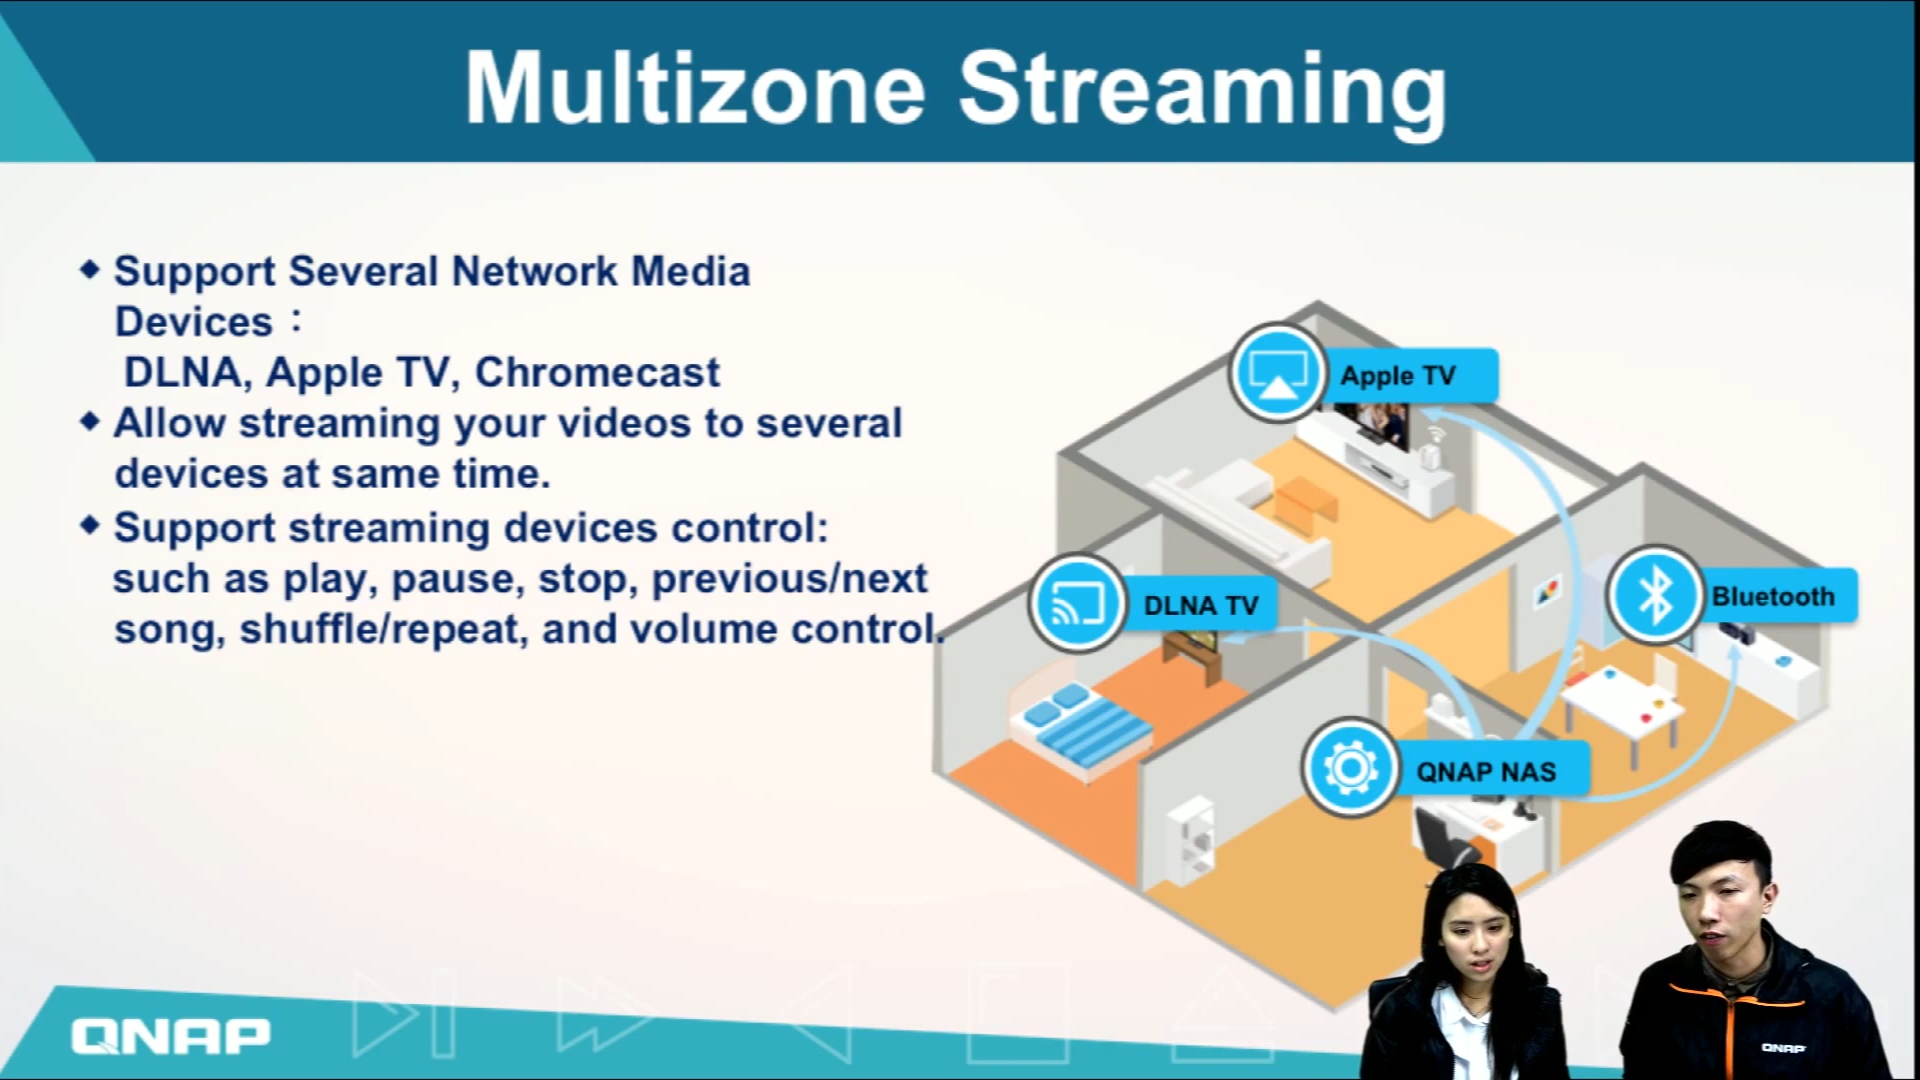 Multizone Streaming
◆ Support Several Network Media
Devices：
DLNA, Apple TV, Chromecast
◆ Allow streaming your videos to several
devices at same time.
◆ Support streaming devices control:
such as play, pause, stop, previous/next
song, shuffle/repeat, and volume control.
Apple TV
DLNA TV
Bluetooth
QNAP NAS
QNAP
QNAP